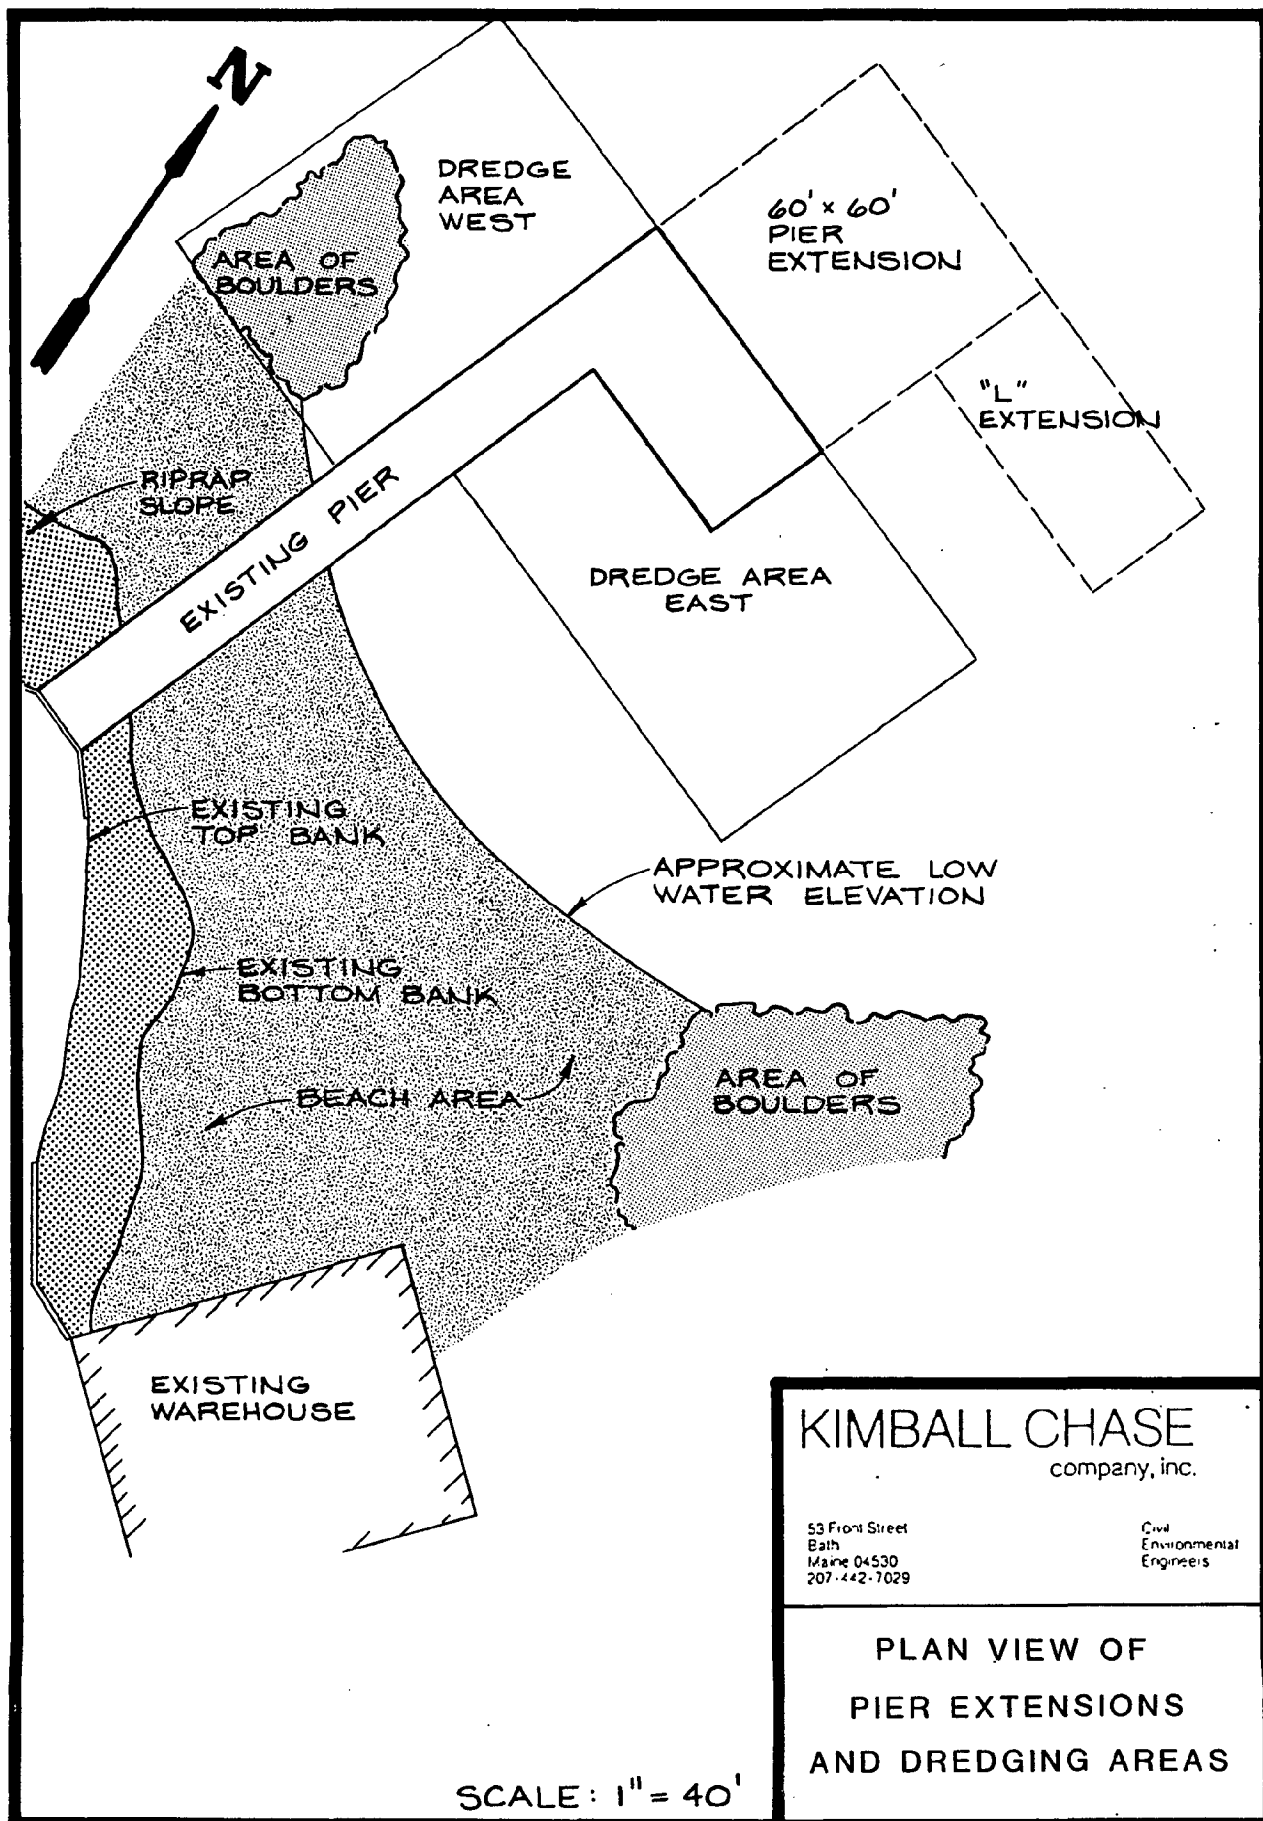 N
DREDGE
AREA
WEST
60' x 60'
PIER
EXTENSION
AREA OF
BOULDERS
"L"
EXTENSION
RIPRAP
SLOPE
EXISTING PIER
DREDGE AREA
EAST
EXISTING
TOP BANK
APPROXIMATE LOW
WATER ELEVATION
EXISTING
BOTTOM BANK
BEACH AREA
AREA OF
BOULDERS
EXISTING
WAREHOUSE
KIMBALL CHASE
company, inc.
53 Front Street
Bath
Maine 04530
207-442-7029
Civil
Environmental
Engineers
PLAN VIEW OF
PIER EXTENSIONS
AND DREDGING AREAS
SCALE: 1" = 40'